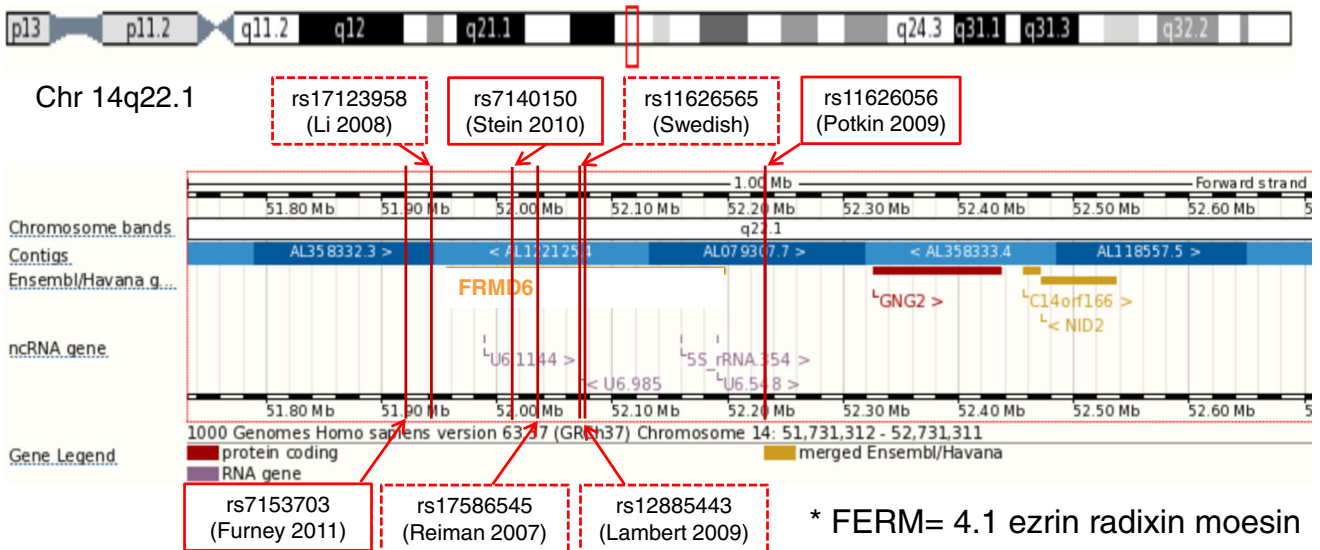 p13 p11.2 q11.2 q12 q21.1 q24.3 q31.1 q31.3 q32.2
Chr 14q22.1
rs17123958
(Li 2008)
rs7140150
(Stein 2010)
rs11626565
(Swedish)
rs11626056
(Potkin 2009)
1.00 Mb Forward strand
51.80 Mb 51.90 Mb 52.00 Mb 52.10 Mb 52.20 Mb 52.30 Mb 52.40 Mb 52.50 Mb 52.60 Mb 5
Chromosome bands q22.1
Contigs AL358332.3 > < AL122125.4 AL079307.7 > < AL358333.4 AL118557.5 >
Ensembl/Havana g...
FRMD6
GNG2 > C14orf166 >
< NID2
ncRNA gene
U6.1144 > 5S_rRNA.354 >
< U6.985 U6.548 >
51.80 Mb 51.90 Mb 52.00 Mb 52.10 Mb 52.20 Mb 52.30 Mb 52.40 Mb 52.50 Mb 52.60 Mb 5
1000 Genomes Homo sapiens version 63.37 (GRCh37) Chromosome 14: 51,731,312 - 52,731,311
Gene Legend protein coding merged Ensembl/Havana
RNA gene
rs7153703
(Furney 2011)
rs17586545
(Reiman 2007)
rs12885443
(Lambert 2009)
* FERM= 4.1 ezrin radixin moesin